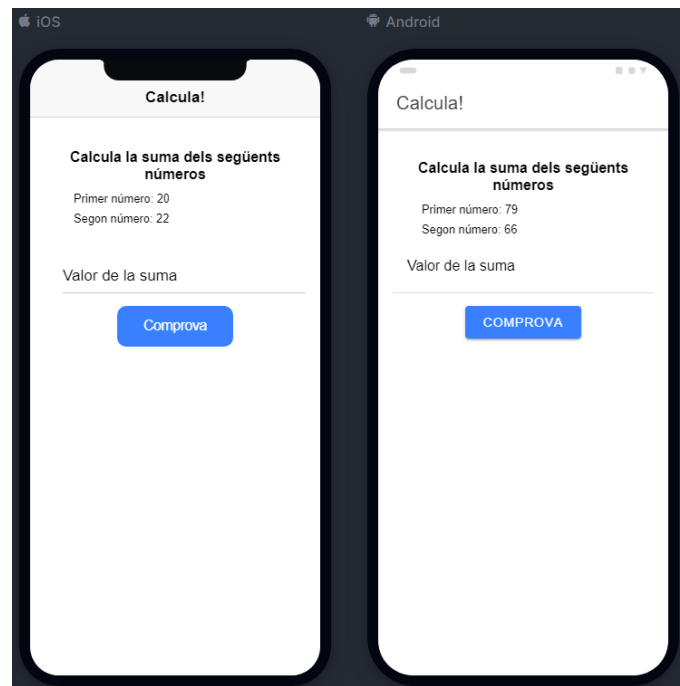 iOS
Calcula!
Calcula la suma dels següents
números
Primer número: 20
Segon número: 22
Valor de la suma
Comprova
Android
Calcula!
Calcula la suma dels següents
números
Primer número: 79
Segon número: 66
Valor de la suma
COMPROVA